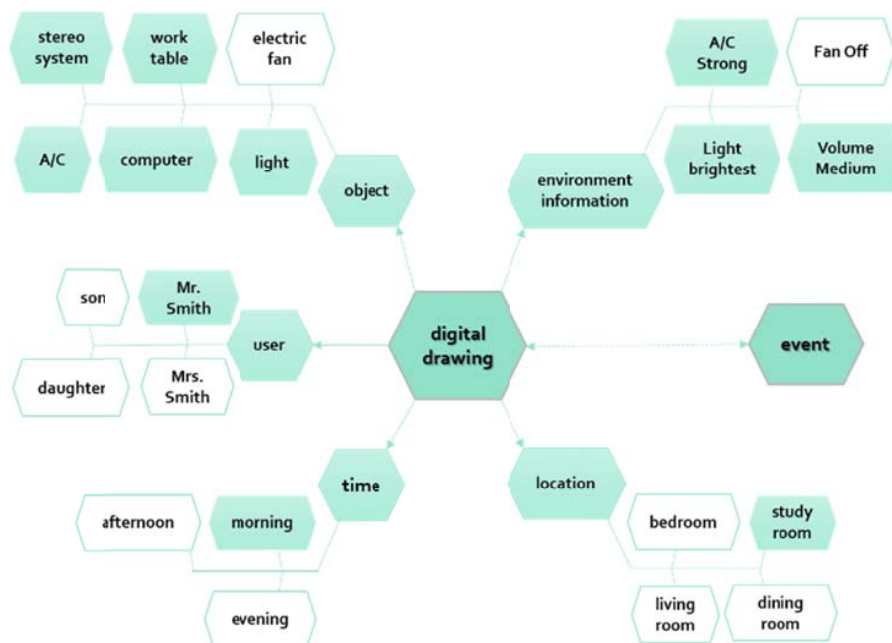 stereo
system
work
table
electric
fan
A/C
computer
light
object
A/C
Strong
Fan Off
Light
brightest
Volume
Medium
environment
information
son
Mr.
Smith
user
daughter
Mrs.
Smith
digital
drawing
event
time
afternoon
morning
evening
location
bedroom
study
room
living
room
dining
room